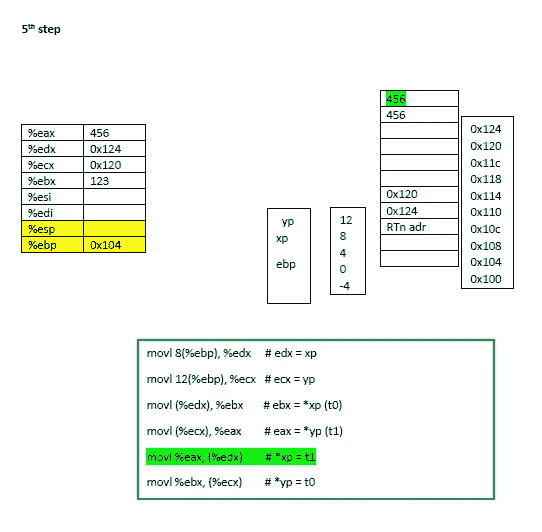 5th step
456
456
0x120
0x124
RTn adr
0x124
0x120
0x11c
0x118
0x114
0x110
0x10c
0x108
0x104
0x100
%eax 456
%edx 0x124
%ecx 0x120
%ebx 123
%esi
%edi
%esp
%ebp 0x104
yp
xp
ebp
12
8
4
0
-4
movl 8(%ebp), %edx # edx = xp
movl 12(%ebp), %ecx # ecx = yp
movl (%edx), %ebx # ebx = *xp (t0)
movl (%ecx), %eax # eax = *yp (t1)
movl %eax, (%edx) # *xp = t1
movl %ebx, (%ecx) # *yp = t0